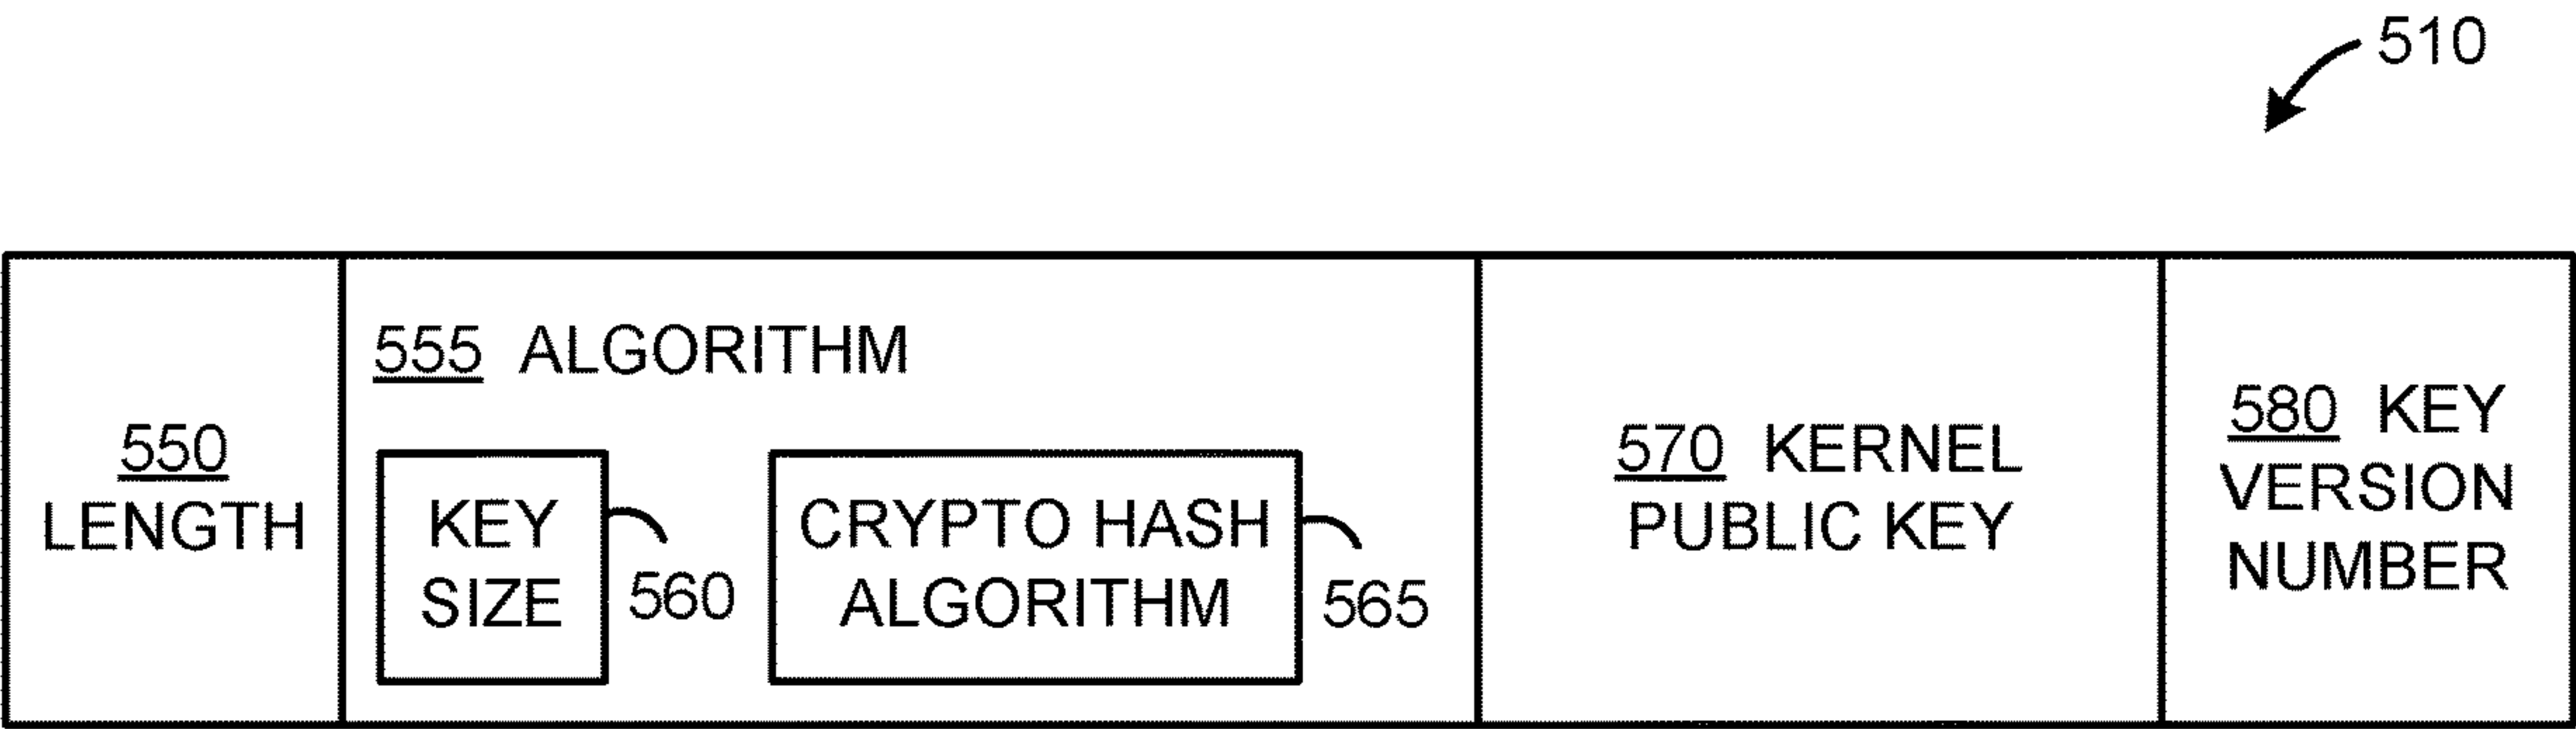 510
555 ALGORITHM
550
LENGTH
KEY
SIZE
560
CRYPTO HASH
ALGORITHM
565
570 KERNEL
PUBLIC KEY
580 KEY
VERSION
NUMBER